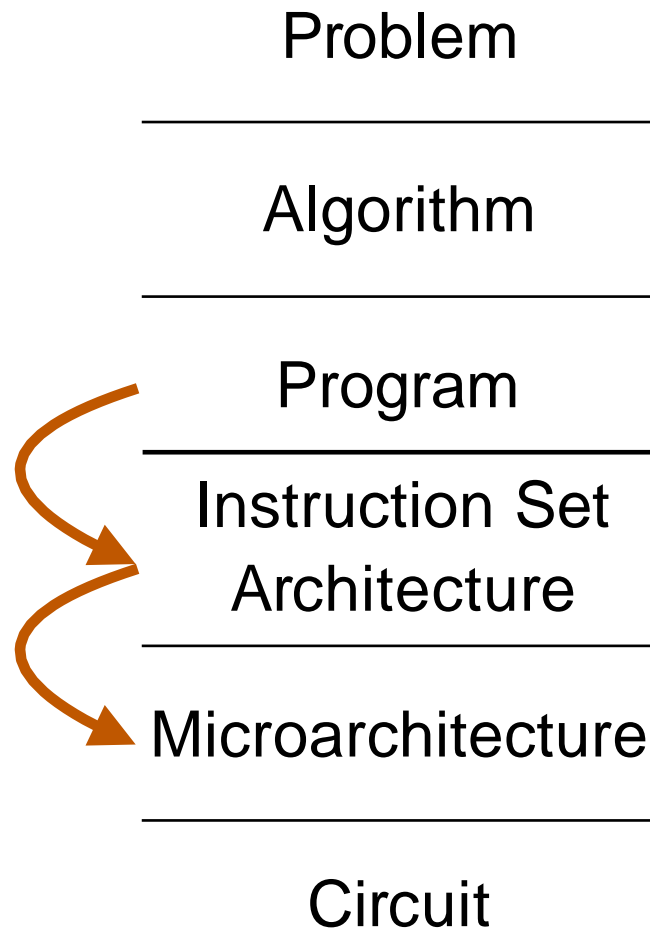 Problem
Algorithm
Program
Instruction Set
Architecture
Microarchitecture
Circuit